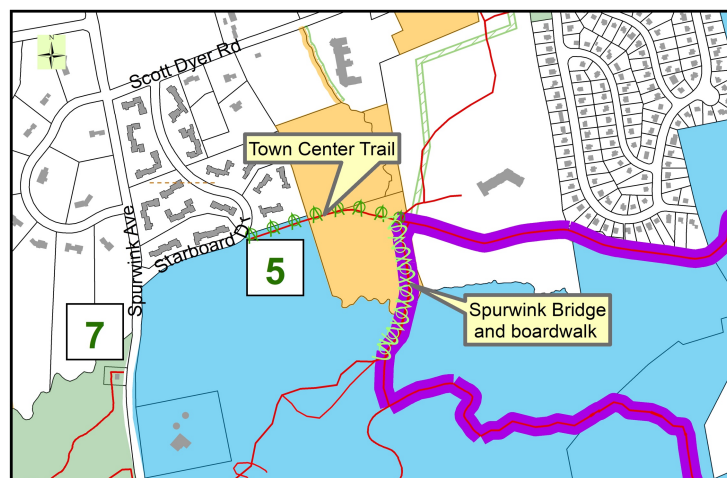 Scott Dyer Rd
Town Center Trail
Spurwink Ave
Starboard Dr
5
Spurwink Bridge
and boardwalk
7